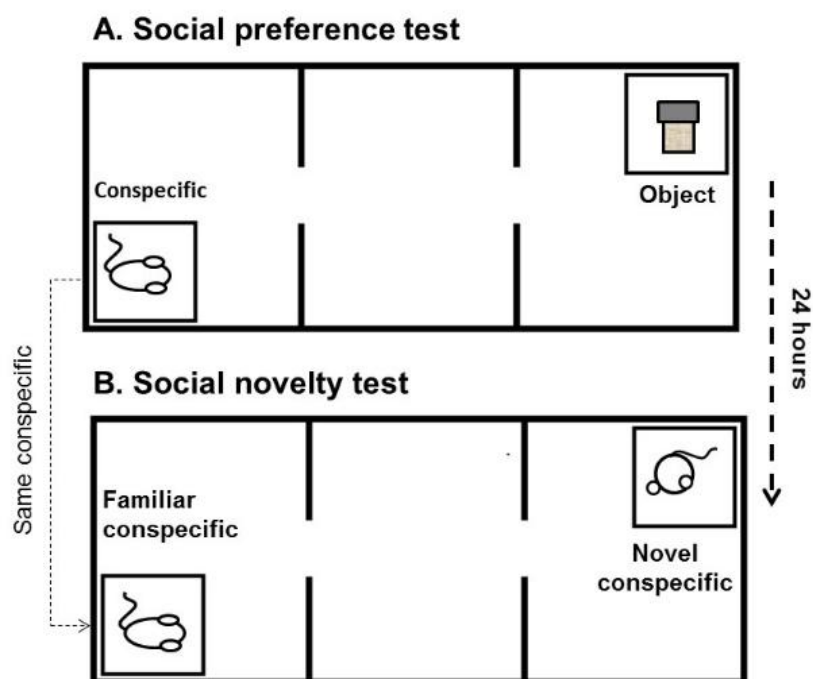 A. Social preference test
Conspecific
Object
24 hours
Same conspecific
B. Social novelty test
Familiar
conspecific
Novel
conspecific